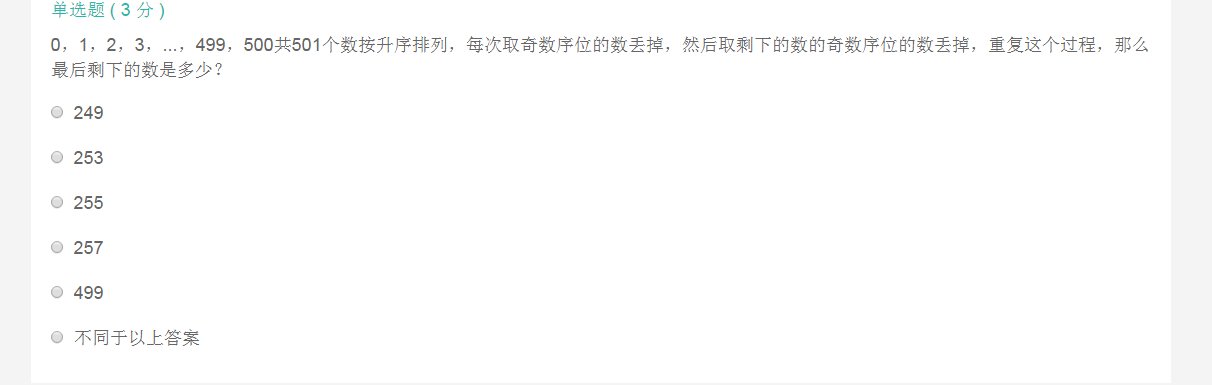 单选题 ( 3 分 )
0，1，2，3，...，499，500共501个数按升序排列，每次取奇数序位的数丢掉，然后取剩下的数的奇数序位的数丢掉，重复这个过程，那么
最后剩下的数是多少？
249
253
255
257
499
不同于以上答案